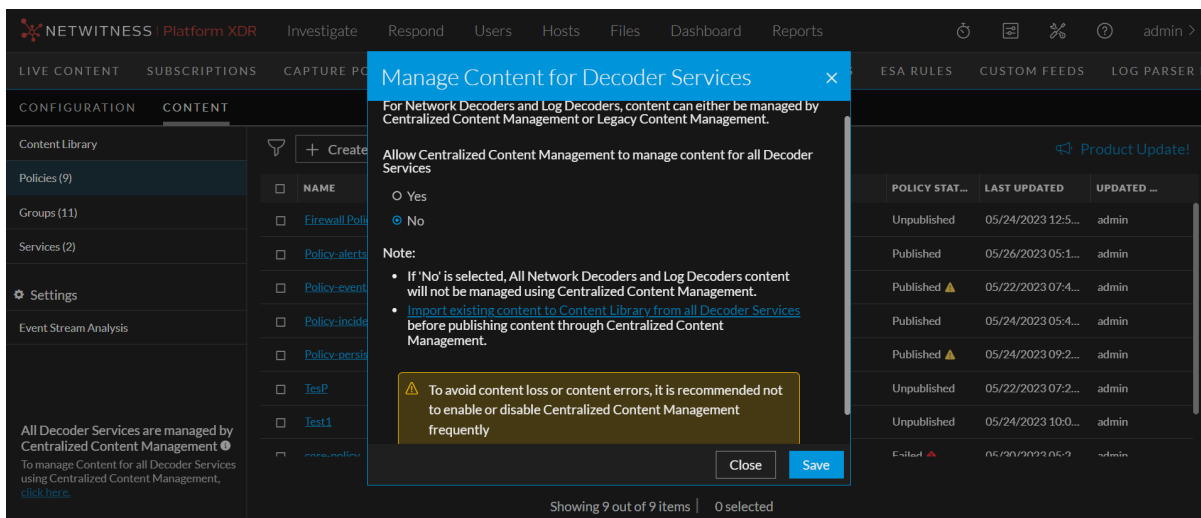 NETWITNESS Platform XDR Investigate Respond Users Hosts Files Dashboard Reports admin >
LIVE CONTENT SUBSCRIPTIONS CAPTURE PO ESA RULES CUSTOM FEEDS LOG PARSER
CONFIGURATION CONTENT
Content Library
Policies (9)
Groups (11)
Services (2)
Settings
Event Stream Analysis
All Decoder Services are managed by
Centralized Content Management
To manage Content for all Decoder Services
using Centralized Content Management,
click here.
+ Create
Product Update!
NAME POLICY STAT... LAST UPDATED UPDATED ...
Firewall Poli Unpublished 05/24/2023 12:5... admin
Policy-alerts Published 05/26/2023 05:1... admin
Policy-event Published 05/22/2023 07:4... admin
Policy-incide Published 05/24/2023 05:4... admin
Policy-persis Published 05/24/2023 09:2... admin
TesP Unpublished 05/22/2023 07:2... admin
Test1 Unpublished 05/24/2023 10:0... admin
core-policy Failed 05/30/2023 05:2 admin
Showing 9 out of 9 items | 0 selected
Manage Content for Decoder Services ×
For Network Decoders and Log Decoders, content can either be managed by
Centralized Content Management or Legacy Content Management.
Allow Centralized Content Management to manage content for all Decoder
Services
Yes
No
Note:
• If 'No' is selected, All Network Decoders and Log Decoders content
will not be managed using Centralized Content Management.
• Import existing content to Content Library from all Decoder Services
before publishing content through Centralized Content
Management.
To avoid content loss or content errors, it is recommended not
to enable or disable Centralized Content Management
frequently
Close Save